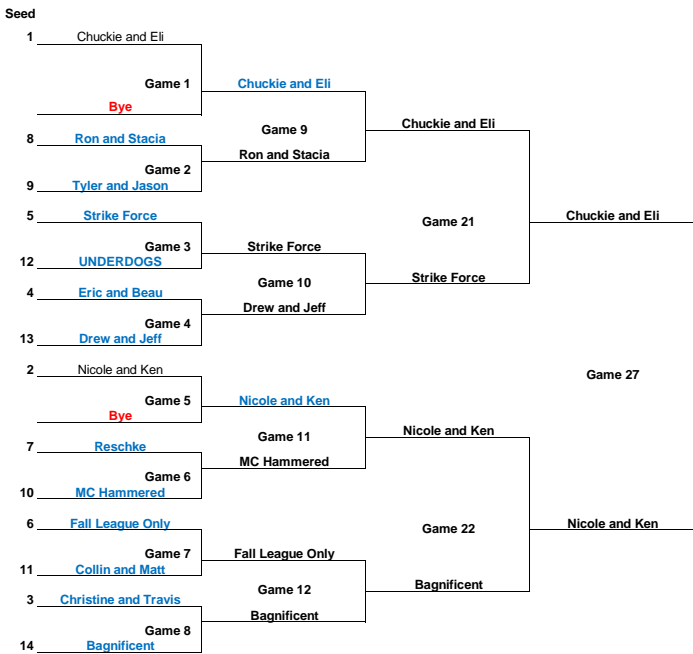 Seed
1 Chuckie and Eli
Game 1 Chuckie and Eli
Bye
Game 9 Chuckie and Eli
8 Ron and Stacia
Game 2 Ron and Stacia
9 Tyler and Jason
5 Strike Force
Game 21 Chuckie and Eli
Game 3 Strike Force
12 UNDERDOGS
Game 10 Strike Force
4 Eric and Beau
Game 4 Drew and Jeff
13 Drew and Jeff
2 Nicole and Ken
Game 27
Game 5 Nicole and Ken
Bye
Game 11 Nicole and Ken
7 Reschke
Game 6 MC Hammered
10 MC Hammered
6 Fall League Only
Game 22 Nicole and Ken
Game 7 Fall League Only
11 Collin and Matt
Game 12 Bagnificent
3 Christine and Travis
Game 8 Bagnificent
14 Bagnificent